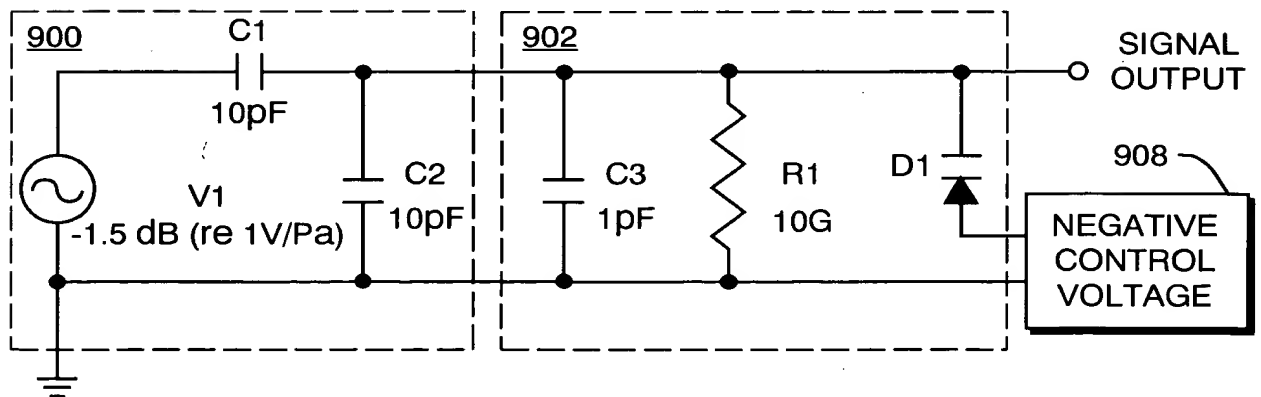 900
C1
10pF
V1
-1.5 dB (re 1V/Pa)
C2
10pF
902
C3
1pF
R1
10G
D1
SIGNAL
OUTPUT
908
NEGATIVE
CONTROL
VOLTAGE